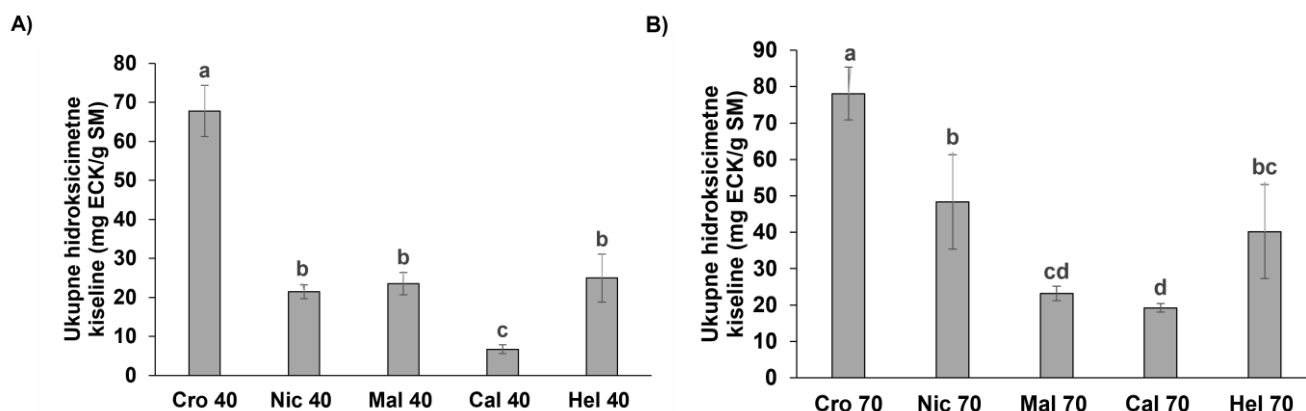 A)
Ukupne hidroksicimetne
kiseline (mg ECK/g SM)
80
70
60
50
40
30
20
10
0
a
b
b
c
b
Cro 40 Nic 40 Mal 40 Cal 40 Hel 40
B)
Ukupne hidroksicimetne
kiseline (mg ECK/g SM)
90
80
70
60
50
40
30
20
10
0
a
b
cd
d
bc
Cro 70 Nic 70 Mal 70 Cal 70 Hel 70